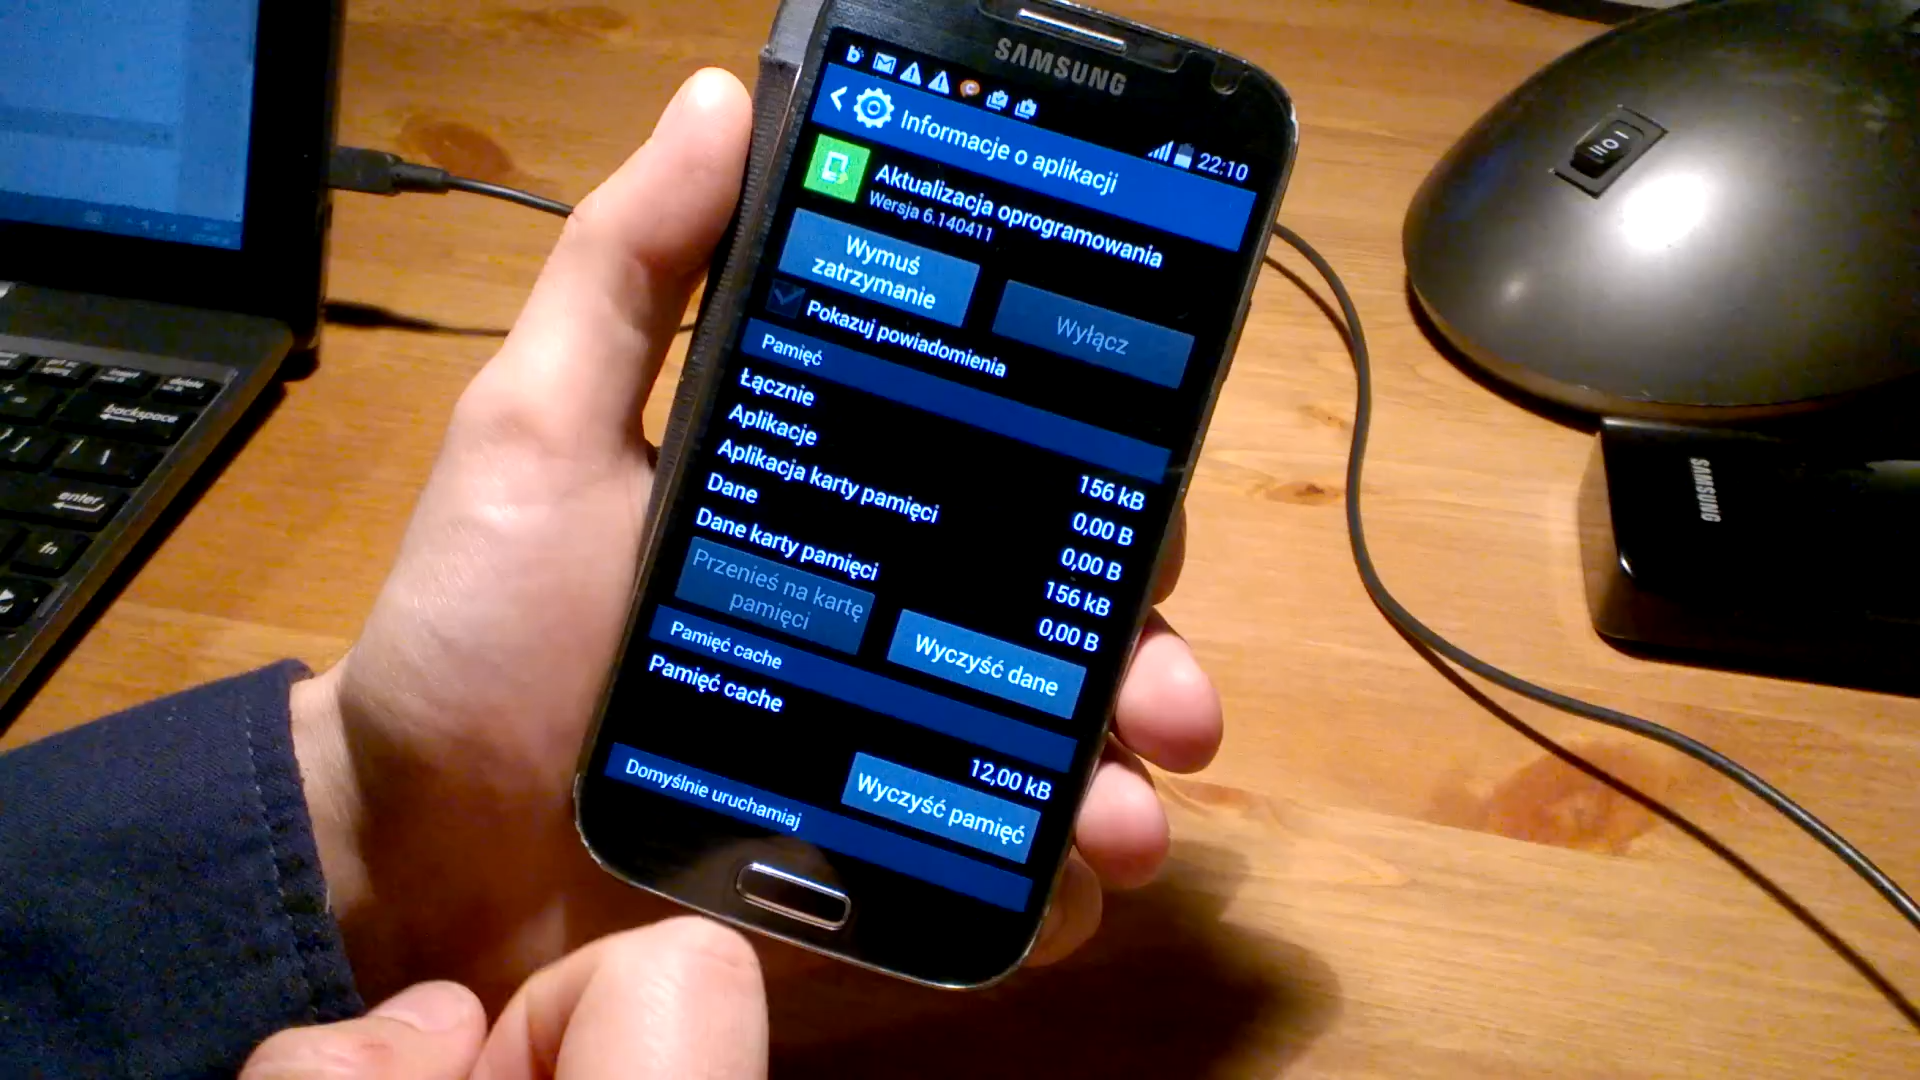 SAMSUNG
22:10
Informacje o aplikacji
Aktualizacja oprogramowania
Wersja 6.140411
Wymuś
zatrzymanie
Wyłącz
Pokazuj powiadomienia
Pamięć
Łącznie
156 kB
Aplikacje
0,00 B
Aplikacja karty pamięci
0,00 B
Dane
156 kB
Dane karty pamięci
0,00 B
Przenieś na kartę
pamięci
Wyczyść dane
Pamięć cache
Pamięć cache
12,00 kB
Wyczyść pamięć
Domyślnie uruchamiaj
SAMSUNG
delete
backspace
enter
fn